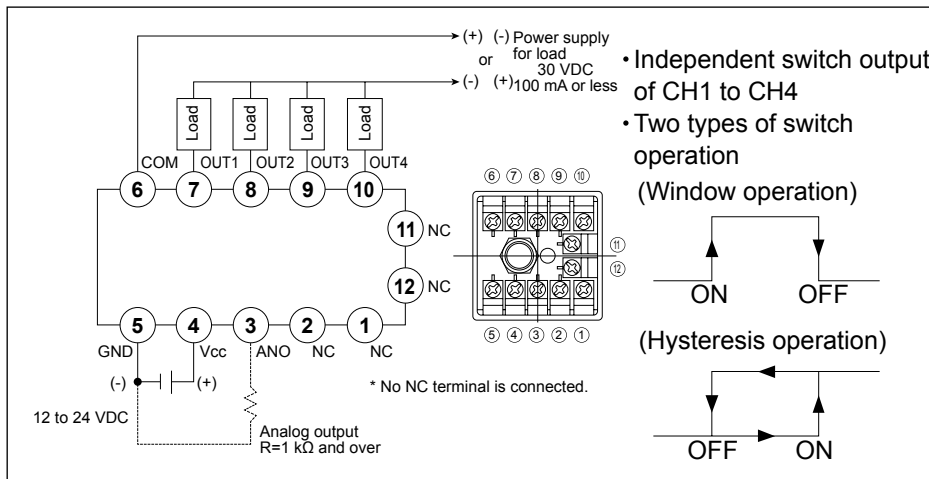 (+) (-) Power supply
for load
or
30 VDC
(-) (+) 100 mA or less
Load Load Load Load
COM OUT1 OUT2 OUT3 OUT4
6 7 8 9 10
11 NC
12 NC
5 4 3 2 1
GND Vcc ANO NC NC
(-) (+)
12 to 24 VDC
Analog output
R=1 kΩ and over
⑥ ⑦ ⑧ ⑨ ⑩
⑪
⑫
⑤ ④ ③ ② ①
* No NC terminal is connected.
・Independent switch output
of CH1 to CH4
・Two types of switch
operation
(Window operation)
ON OFF
(Hysteresis operation)
OFF ON